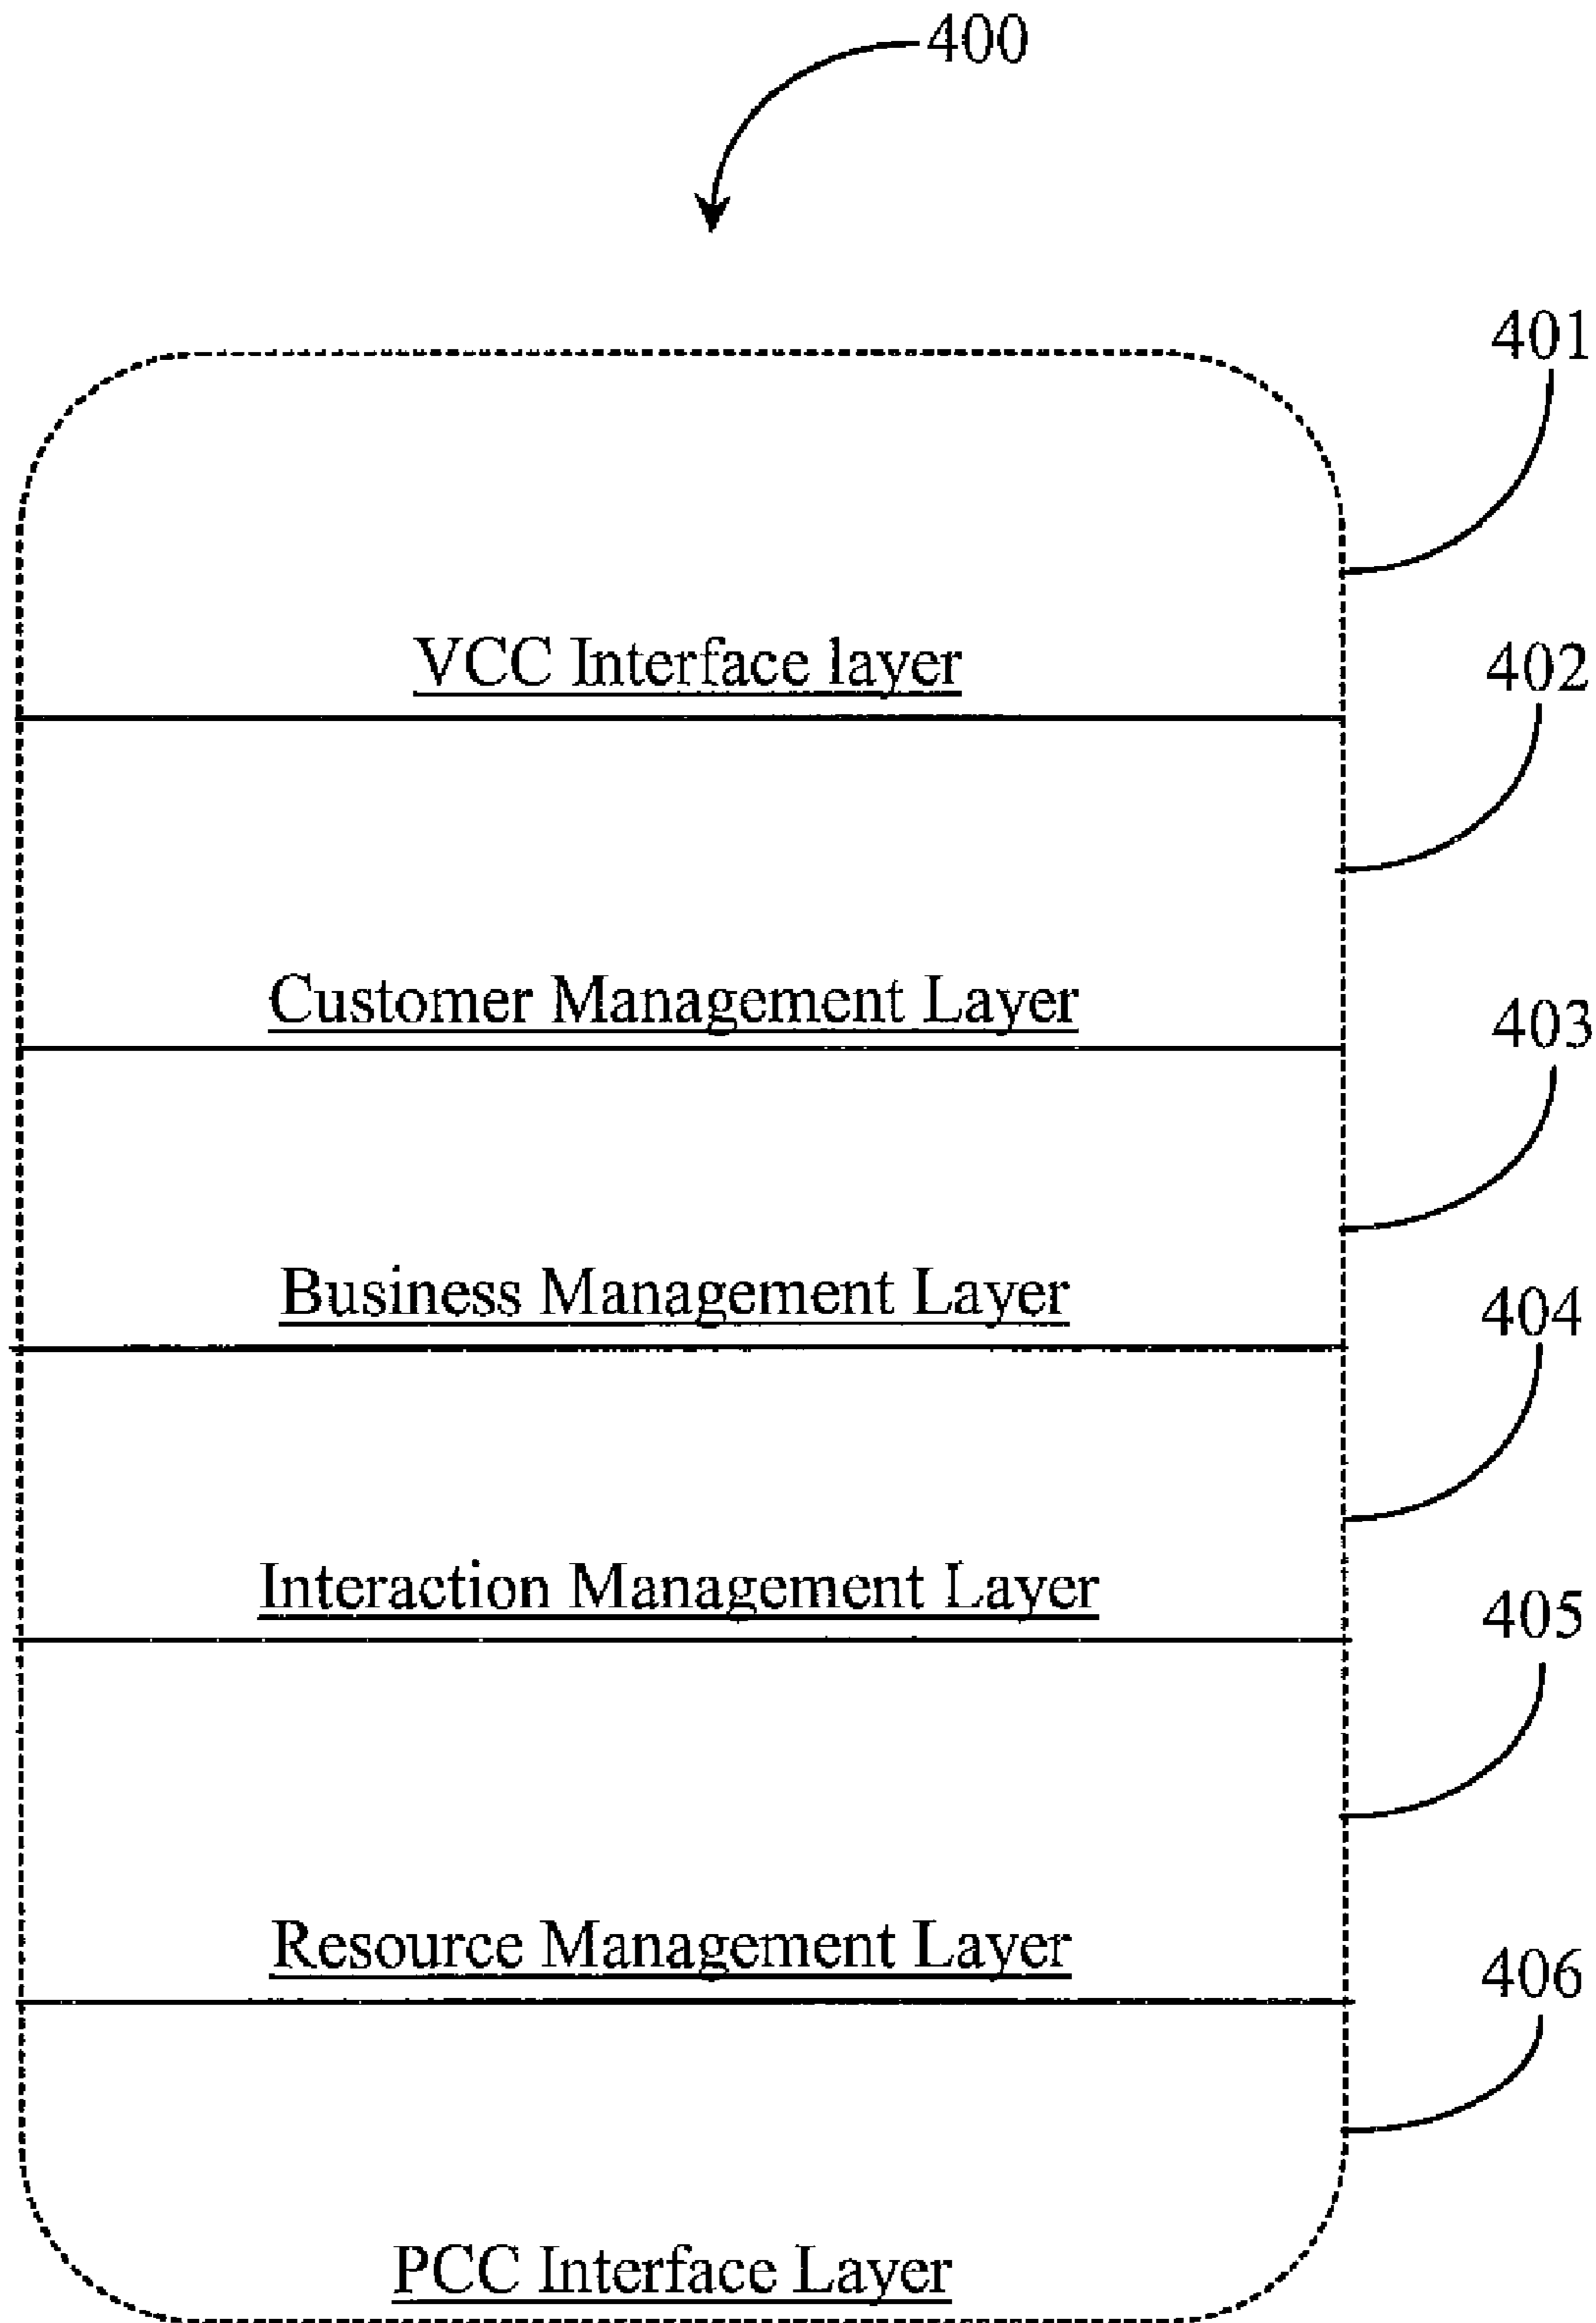 400
401
VCC Interface layer
402
Customer Management Layer
403
Business Management Layer
404
Interaction Management Layer
405
Resource Management Layer
406
PCC Interface Layer